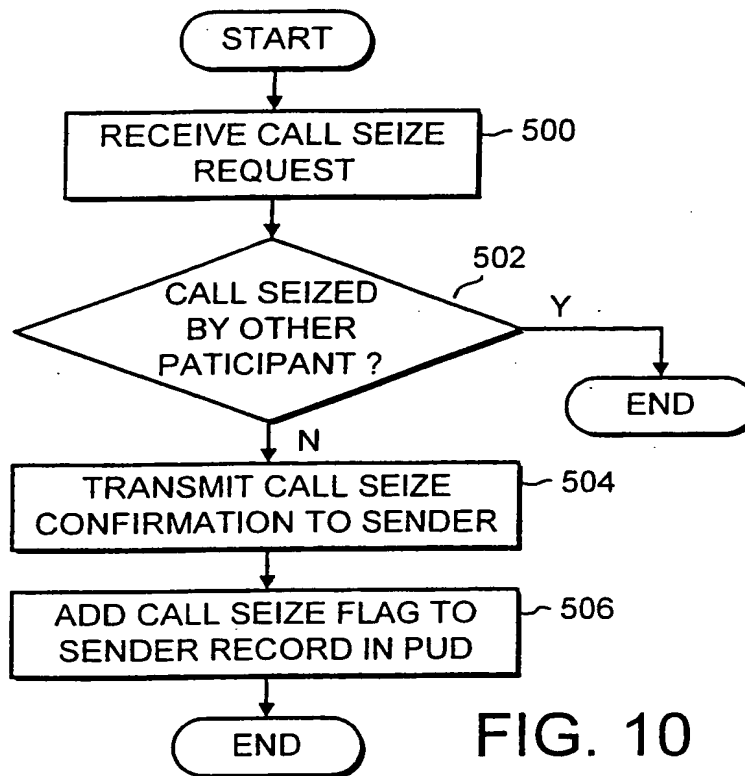 START
RECEIVE CALL SEIZE
REQUEST
500
502
CALL SEIZED
BY OTHER
PATICIPANT ?
Y
END
N
TRANSMIT CALL SEIZE
CONFIRMATION TO SENDER
504
ADD CALL SEIZE FLAG TO
SENDER RECORD IN PUD
506
END
FIG. 10